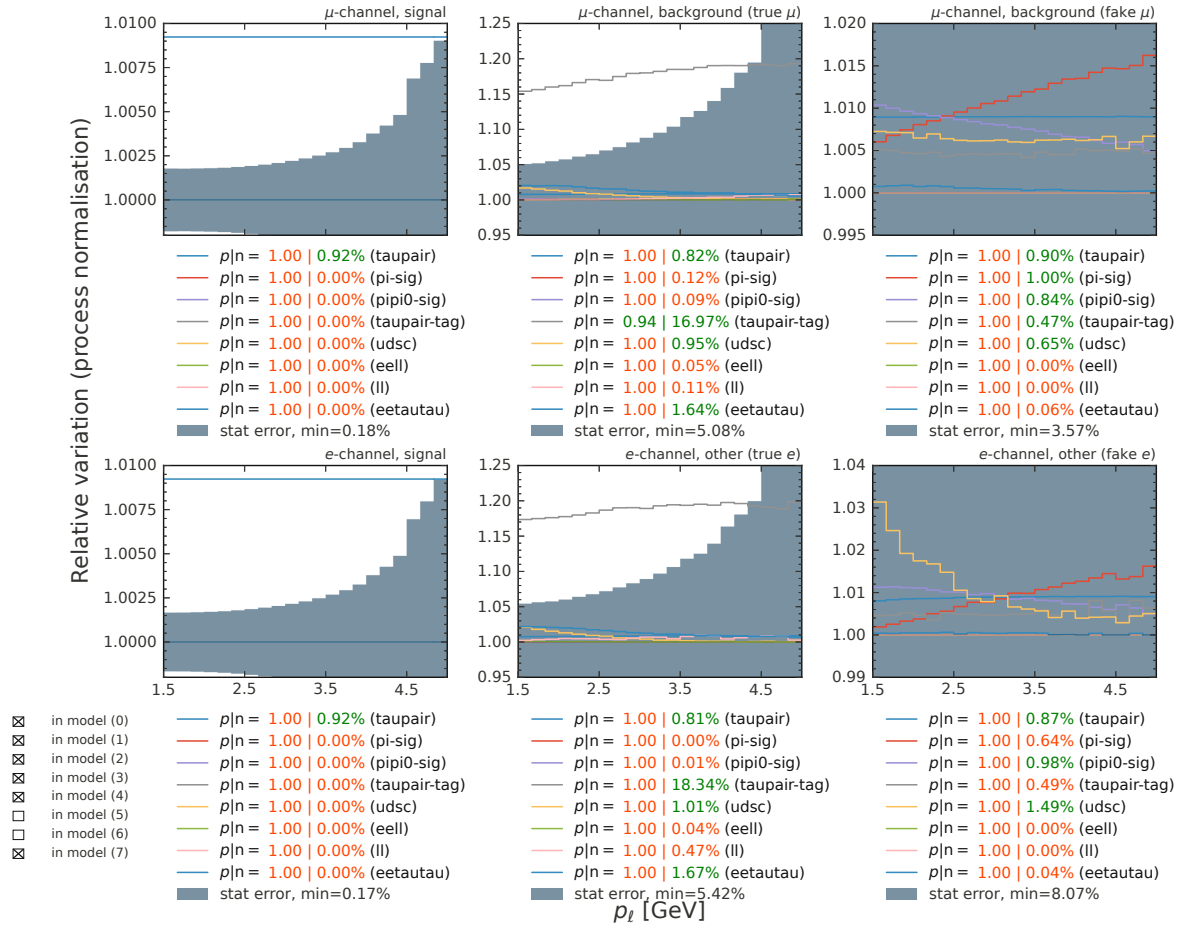 μ-channel, signal
μ-channel, background (true μ)
μ-channel, background (fake μ)
Relative variation (process normalisation)
1.0100
1.0075
1.0050
1.0025
1.0000
1.25
1.20
1.15
1.10
1.05
1.00
0.95
1.020
1.015
1.010
1.005
1.000
0.995
p|n = 1.00 | 0.92% (taupair)
p|n = 1.00 | 0.00% (pi-sig)
p|n = 1.00 | 0.00% (pipi0-sig)
p|n = 1.00 | 0.00% (taupair-tag)
p|n = 1.00 | 0.00% (udsc)
p|n = 1.00 | 0.00% (eell)
p|n = 1.00 | 0.00% (ll)
p|n = 1.00 | 0.00% (eetautau)
stat error, min=0.18%
p|n = 1.00 | 0.82% (taupair)
p|n = 1.00 | 0.12% (pi-sig)
p|n = 1.00 | 0.09% (pipi0-sig)
p|n = 0.94 | 16.97% (taupair-tag)
p|n = 1.00 | 0.95% (udsc)
p|n = 1.00 | 0.05% (eell)
p|n = 1.00 | 0.11% (ll)
p|n = 1.00 | 1.64% (eetautau)
stat error, min=5.08%
p|n = 1.00 | 0.90% (taupair)
p|n = 1.00 | 1.00% (pi-sig)
p|n = 1.00 | 0.84% (pipi0-sig)
p|n = 1.00 | 0.47% (taupair-tag)
p|n = 1.00 | 0.65% (udsc)
p|n = 1.00 | 0.00% (eell)
p|n = 1.00 | 0.00% (ll)
p|n = 1.00 | 0.06% (eetautau)
stat error, min=3.57%
e-channel, signal
e-channel, other (true e)
e-channel, other (fake e)
1.0100
1.0075
1.0050
1.0025
1.0000
1.5 2.5 3.5 4.5
1.25
1.20
1.15
1.10
1.05
1.00
0.95
1.5 2.5 3.5 4.5
1.04
1.03
1.02
1.01
1.00
0.99
1.5 2.5 3.5 4.5
in model (0)
in model (1)
in model (2)
in model (3)
in model (4)
in model (5)
in model (6)
in model (7)
p|n = 1.00 | 0.92% (taupair)
p|n = 1.00 | 0.00% (pi-sig)
p|n = 1.00 | 0.00% (pipi0-sig)
p|n = 1.00 | 0.00% (taupair-tag)
p|n = 1.00 | 0.00% (udsc)
p|n = 1.00 | 0.00% (eell)
p|n = 1.00 | 0.00% (ll)
p|n = 1.00 | 0.00% (eetautau)
stat error, min=0.17%
p|n = 1.00 | 0.81% (taupair)
p|n = 1.00 | 0.00% (pi-sig)
p|n = 1.00 | 0.01% (pipi0-sig)
p|n = 1.00 | 18.34% (taupair-tag)
p|n = 1.00 | 1.01% (udsc)
p|n = 1.00 | 0.04% (eell)
p|n = 1.00 | 0.47% (ll)
p|n = 1.00 | 1.67% (eetautau)
stat error, min=5.42%
p|n = 1.00 | 0.87% (taupair)
p|n = 1.00 | 0.64% (pi-sig)
p|n = 1.00 | 0.98% (pipi0-sig)
p|n = 1.00 | 0.49% (taupair-tag)
p|n = 1.00 | 1.49% (udsc)
p|n = 1.00 | 0.00% (eell)
p|n = 1.00 | 0.00% (ll)
p|n = 1.00 | 0.04% (eetautau)
stat error, min=8.07%
pℓ [GeV]